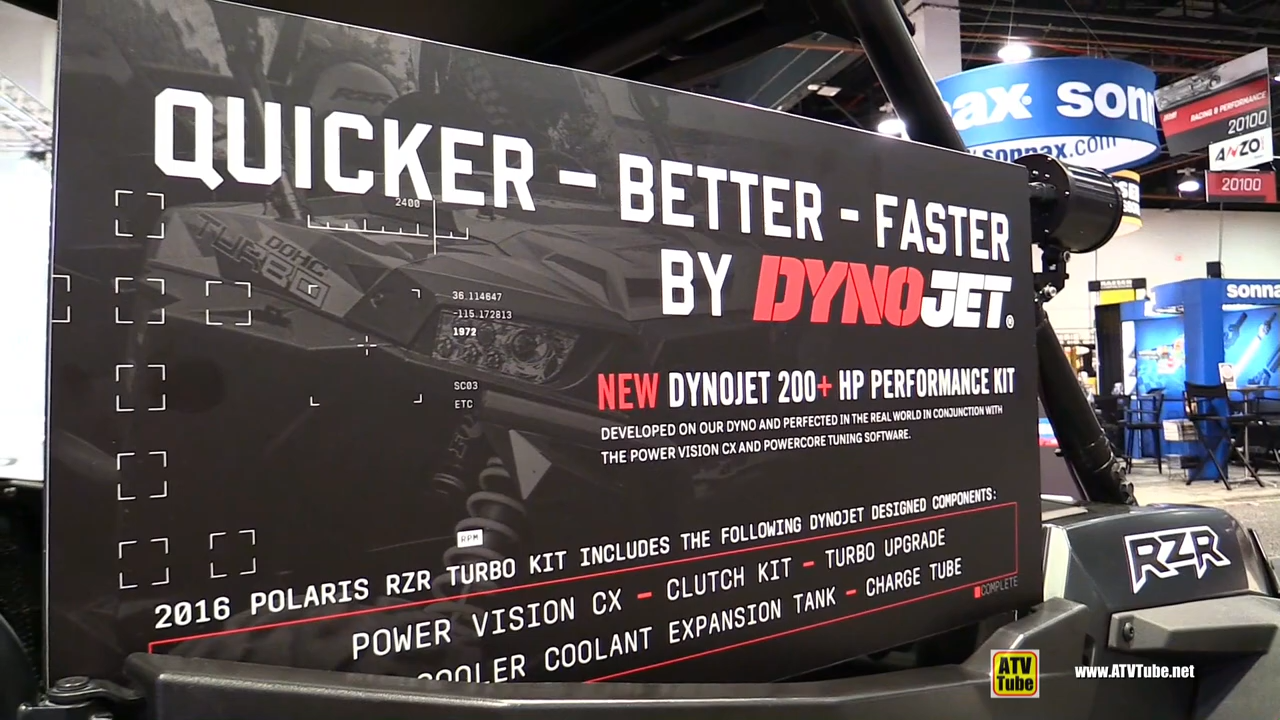 QUICKER - BETTER - FASTER
BY DYNOJET®
2400
DOHC
TURBO
36.114647
-115.172813
1972
SC03
ETC
NEW DYNOJET 200+ HP PERFORMANCE KIT
DEVELOPED ON OUR DYNO AND PERFECTED IN THE REAL WORLD IN CONJUNCTION WITH
THE POWER VISION CX AND POWERCORE TUNING SOFTWARE.
RPM
2016 POLARIS RZR TURBO KIT INCLUDES THE FOLLOWING DYNOJET DESIGNED COMPONENTS:
POWER VISION CX - CLUTCH KIT - TURBO UPGRADE
COOLER COOLANT EXPANSION TANK - CHARGE TUBE
COMPLETE
sonnax.com
RACING & PERFORMANCE
20100
ANZO
20100
sonna
RZR
ATV
Tube
www.ATVTube.net